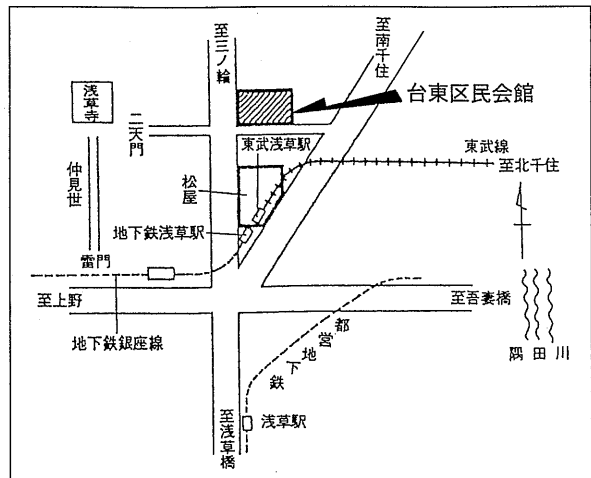 至三ノ輪
至南千住
浅草寺
台東区民会館
二天門
東武浅草駅
東武線
至北千住
仲見世
松屋
地下鉄浅草駅
雷門
至上野
至吾妻橋
地下鉄銀座線
都営地下鉄
隅田川
浅草駅
至浅草橋